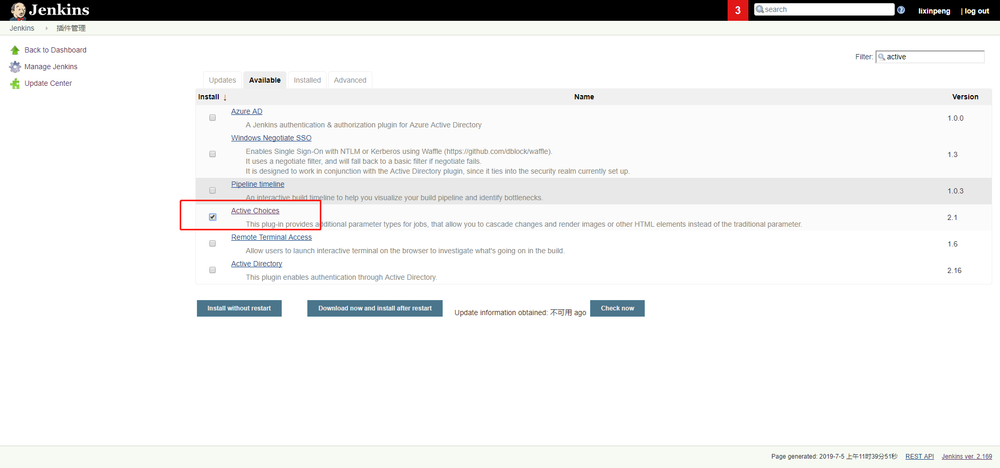 Jenkins
3
search
lixinpeng
| log out
Jenkins
插件管理
Back to Dashboard
Manage Jenkins
Update Center
Filter:
active
Updates
Available
Installed
Advanced
Install ↓
Name
Version
Azure AD
A Jenkins authentication & authorization plugin for Azure Active Directory
1.0.0
Windows Negotiate SSO
Enables Single Sign-On with NTLM or Kerberos using Waffle (https://github.com/dblock/waffle).
It uses a negotiate filter, and will fall back to a basic filter if negotiate fails.
It is designed to work in conjunction with the Active Directory plugin, since it ties into the security realm currently set up.
1.3
Pipeline timeline
An interactive build timeline to help you visualize your build pipeline and identify bottlenecks.
1.0.3
Active Choices
This plug-in provides additional parameter types for jobs, that allow you to cascade changes and render images or other HTML elements instead of the traditional parameter.
2.1
Remote Terminal Access
Allow users to launch interactive terminal on the browser to investigate what's going on in the build.
1.6
Active Directory
This plugin enables authentication through Active Directory.
2.16
Install without restart
Download now and install after restart
Update information obtained: 不可用 ago
Check now
Page generated: 2019-7-5 上午11时39分51秒
REST API
Jenkins ver. 2.169